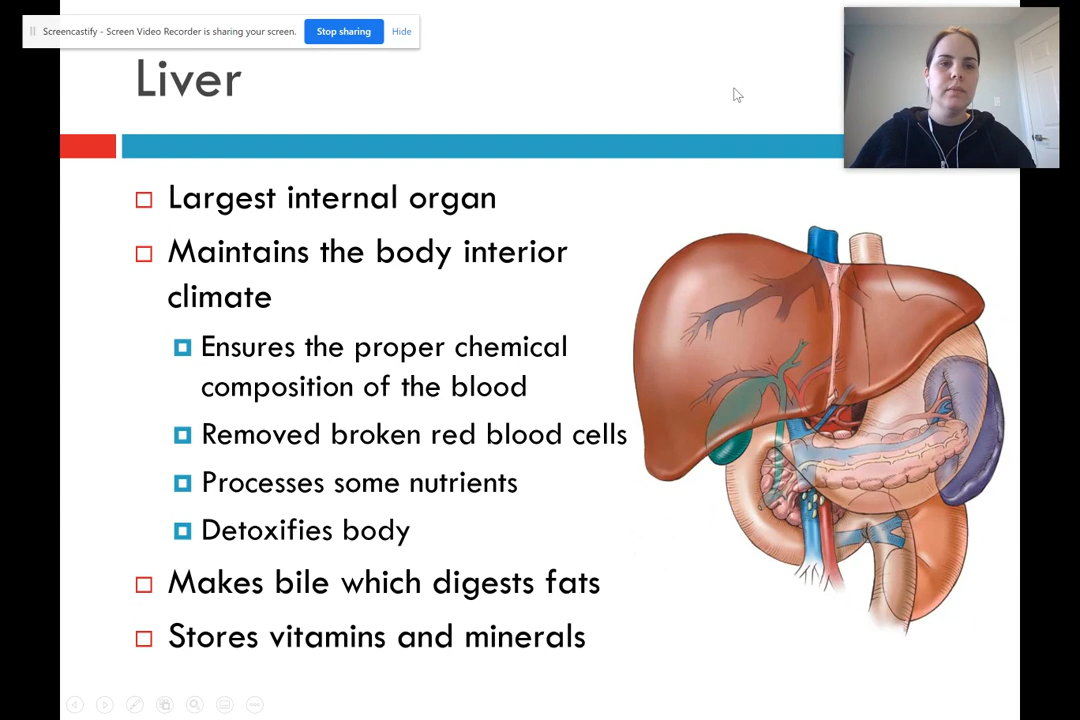 Screencastify - Screen Video Recorder is sharing your screen. Stop sharing Hide
Liver
Largest internal organ
Maintains the body interior
climate
Ensures the proper chemical
composition of the blood
Removed broken red blood cells
Processes some nutrients
Detoxifies body
Makes bile which digests fats
Stores vitamins and minerals